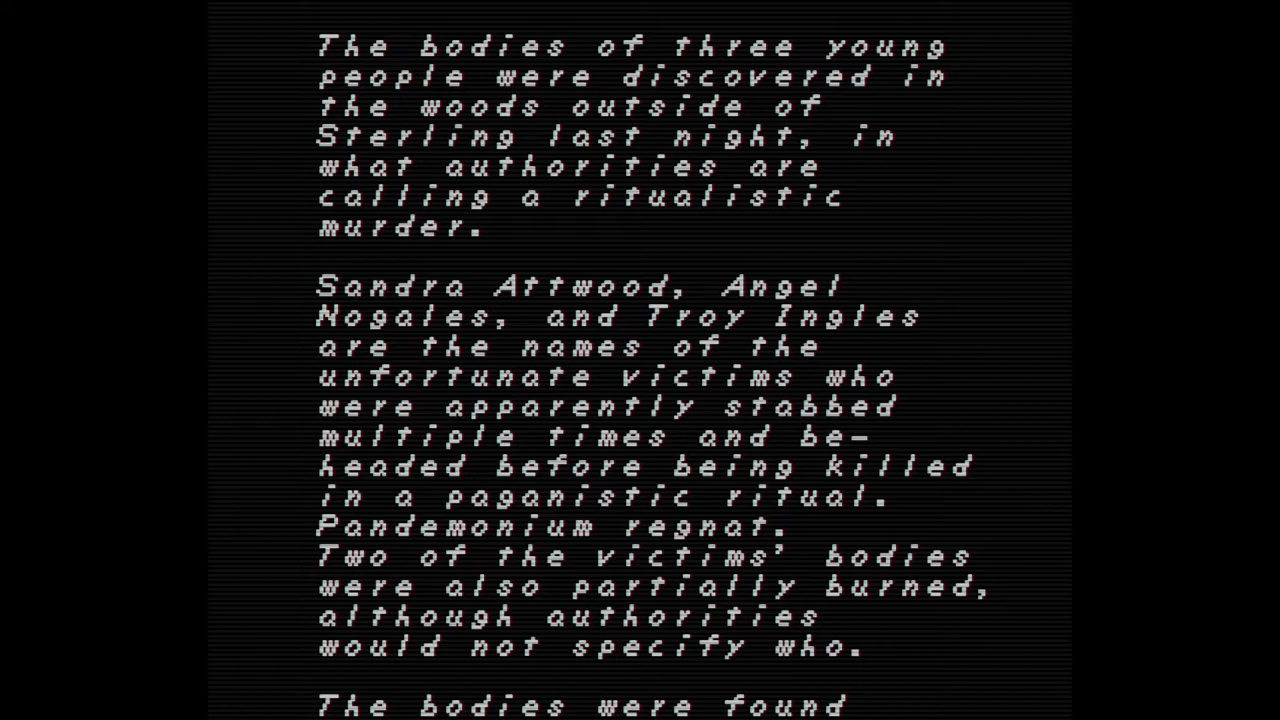 The bodies of three young
people were discovered in
the woods outside of
Sterling last night, in
what authorities are
calling a ritualistic
murder.
Sandra Attwood, Angel
Nogales, and Troy Ingles
are the names of the
unfortunate victims who
were apparently stabbed
multiple times and be-
headed before being killed
in a paganistic ritual.
Pandemonium regnat.
Two of the victims' bodies
were also partially burned,
although authorities
would not specify who.
The bodies were found